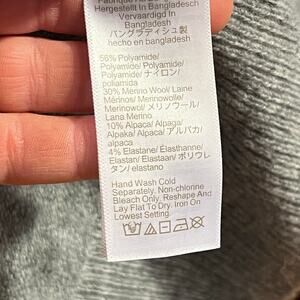 Hergestellt In Bangladesch
Vervaardigd In
Bangladesh
バングラディシュ製
hecho en bangladesh
56% Polyamide/
Polyamide/Polyamid/
Polyamide/ ナイロン/
poliamida
30% Merino Wool/ Laine
Mérinos/ Merinowolle/
Merinowol/ メリノウール/
Lana Merino
10% Alpaca/ Alpaga/
Alpaka/ Alpaca/ アルパカ/
alpaca
4% Elastane/ Élasthanne/
Elastan/ Elastaan/ ポリウレ
タン/ elastano
Hand Wash Cold
Separately, Non-chlorine
Bleach Only, Reshape And
Lay Flat To Dry. Iron On
Lowest Setting